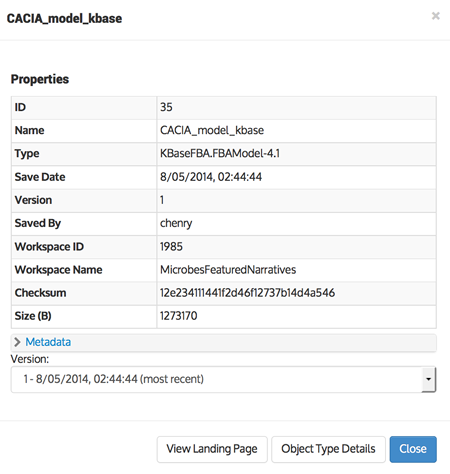 CACIA_model_kbase ×
Properties
ID 35
Name CACIA_model_kbase
Type KBaseFBA.FBAModel-4.1
Save Date 8/05/2014, 02:44:44
Version 1
Saved By chenry
Workspace ID 1985
Workspace Name MicrobesFeaturedNarratives
Checksum 12e234111441f2d46f12737b14d4a546
Size (B) 1273170
Metadata
Version:
1 - 8/05/2014, 02:44:44 (most recent)
View Landing Page Object Type Details Close